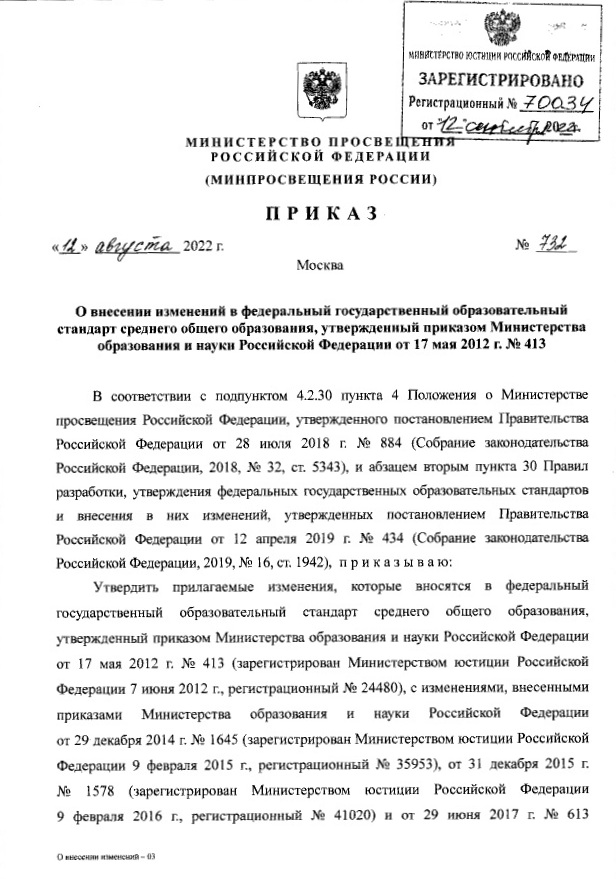 МИНИСТЕРСТВО ЮСТИЦИИ РОССИЙСКОЙ ФЕДЕРАЦИИ
ЗАРЕГИСТРИРОВАНО
Регистрационный № 70034
от "12" сентября 2022.
МИНИСТЕРСТВО ПРОСВЕЩЕНИЯ
РОССИЙСКОЙ ФЕДЕРАЦИИ
(МИНПРОСВЕЩЕНИЯ РОССИИ)
ПРИКАЗ
«12» августа 2022 г. № 732
Москва
О внесении изменений в федеральный государственный образовательный
стандарт среднего общего образования, утвержденный приказом Министерства
образования и науки Российской Федерации от 17 мая 2012 г. № 413
В соответствии с подпунктом 4.2.30 пункта 4 Положения о Министерстве
просвещения Российской Федерации, утвержденного постановлением Правительства
Российской Федерации от 28 июля 2018 г. № 884 (Собрание законодательства
Российской Федерации, 2018, № 32, ст. 5343), и абзацем вторым пункта 30 Правил
разработки, утверждения федеральных государственных образовательных стандартов
и внесения в них изменений, утвержденных постановлением Правительства
Российской Федерации от 12 апреля 2019 г. № 434 (Собрание законодательства
Российской Федерации, 2019, № 16, ст. 1942), приказываю:
Утвердить прилагаемые изменения, которые вносятся в федеральный
государственный образовательный стандарт среднего общего образования,
утвержденный приказом Министерства образования и науки Российской Федерации
от 17 мая 2012 г. № 413 (зарегистрирован Министерством юстиции Российской
Федерации 7 июня 2012 г., регистрационный № 24480), с изменениями, внесенными
приказами Министерства образования и науки Российской Федерации
от 29 декабря 2014 г. № 1645 (зарегистрирован Министерством юстиции Российской
Федерации 9 февраля 2015 г., регистрационный № 35953), от 31 декабря 2015 г.
№ 1578 (зарегистрирован Министерством юстиции Российской Федерации
9 февраля 2016 г., регистрационный № 41020) и от 29 июня 2017 г. № 613
О внесении изменений – 03